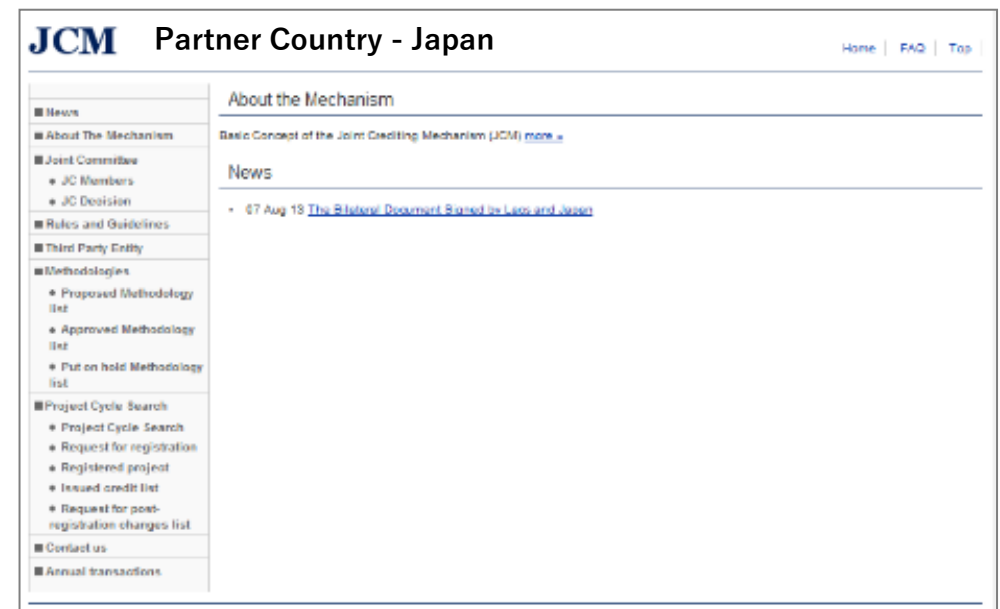 JCM Partner Country - Japan
Home | FAQ | Top |
News
About The Mechanism
Joint Committee
JC Members
JC Decision
Rules and Guidelines
Third Party Entity
Methodologies
Proposed Methodology
list
Approved Methodology
list
Put on hold Methodology
list
Project Cycle Search
Project Cycle Search
Request for registration
Registered project
Issued credit list
Request for post-
registration changes list
Contact us
Annual transactions
About the Mechanism
Basic Concept of the Joint Crediting Mechanism (JCM) more »
News
07 Aug 13 The Bilateral Document Signed by Laos and Japan